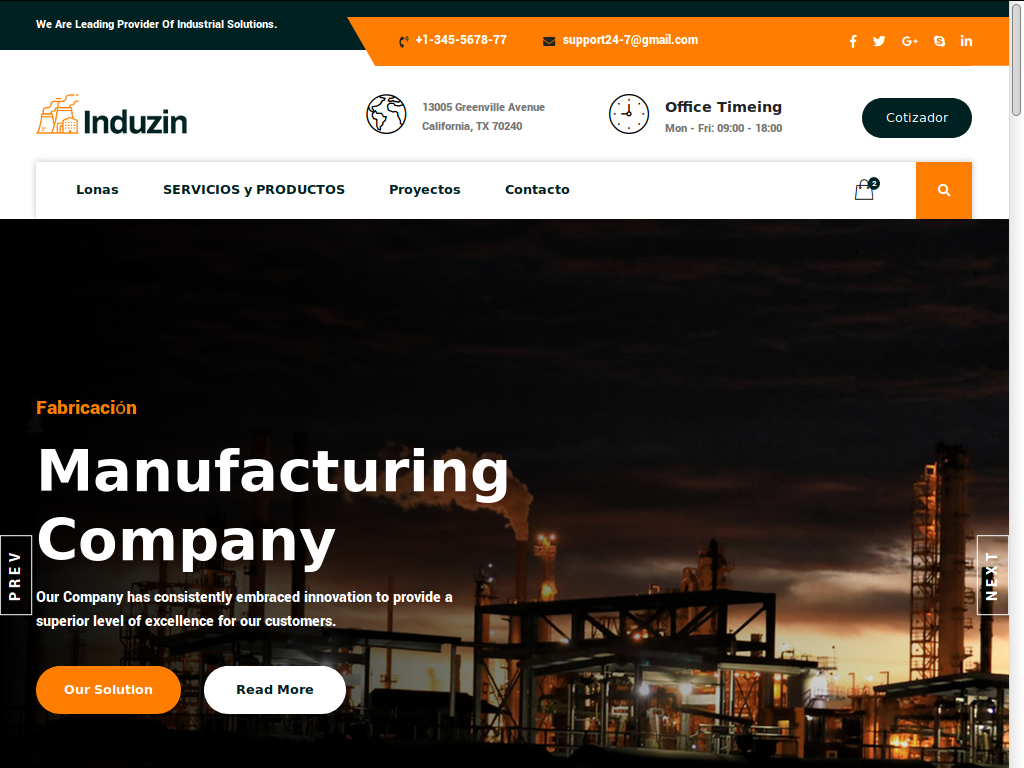 We Are Leading Provider Of Industrial Solutions.
+1-345-5678-77
support24-7@gmail.com
Induzin
13005 Greenville Avenue
California, TX 70240
Office Timeing
Mon - Fri: 09:00 - 18:00
Cotizador
Lonas
SERVICIOS y PRODUCTOS
Proyectos
Contacto
2
Fabricación
Manufacturing
Company
PREV
NEXT
Our Company has consistently embraced innovation to provide a
superior level of excellence for our customers.
Our Solution
Read More